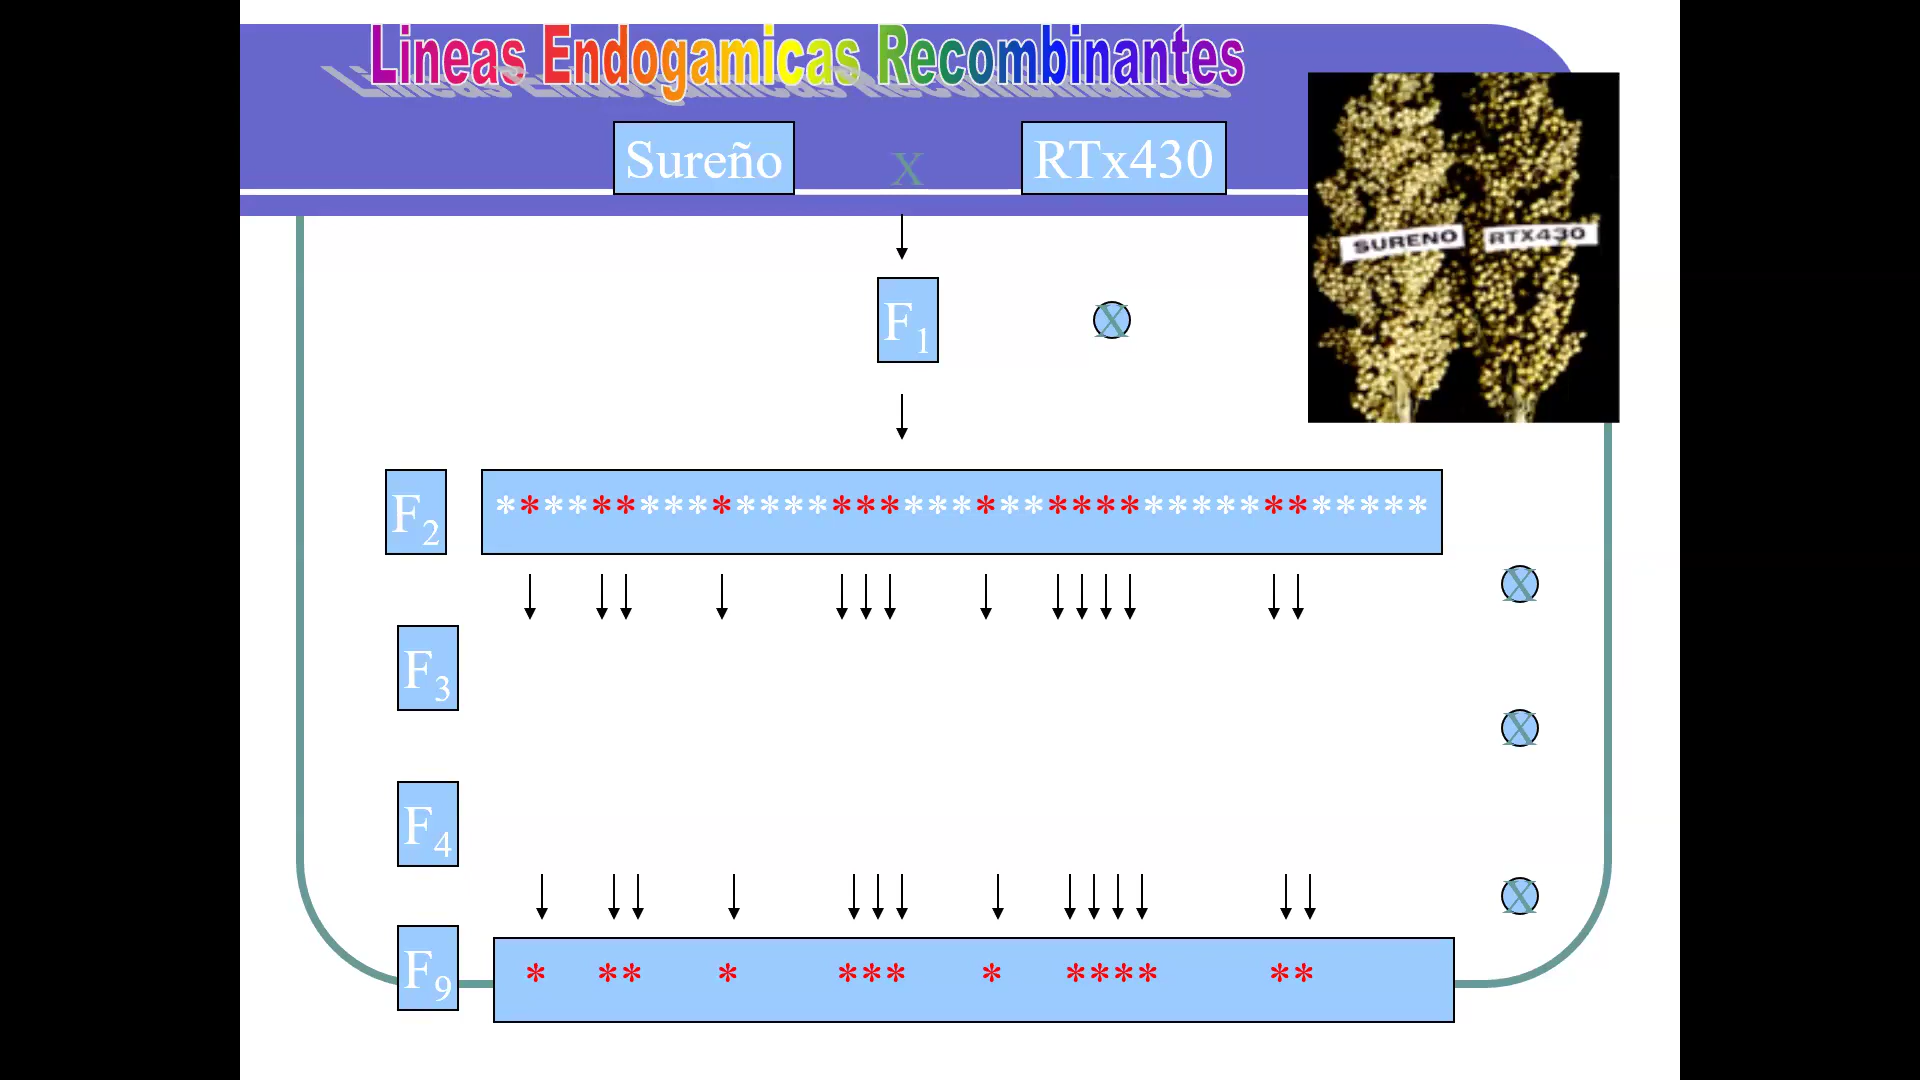 Lineas Endogamicas Recombinantes
Sureño X RTx430
SURENO RTX430
F1 X
F2 ***************************************
X
F3
X
F4
X
F9 * ** * *** * **** **